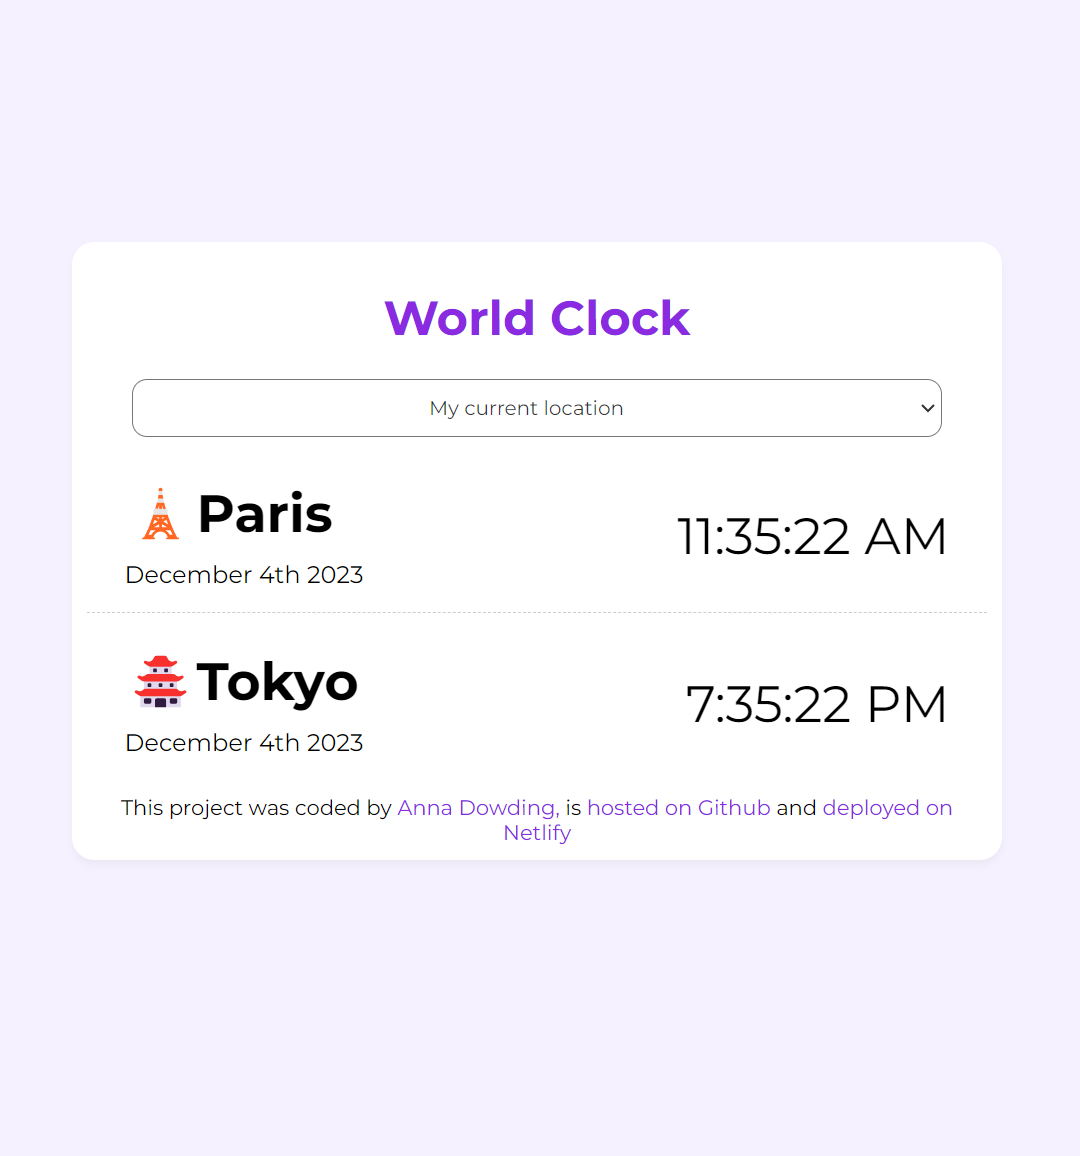 World Clock
My current location
Paris
11:35:22 AM
December 4th 2023
Tokyo
7:35:22 PM
December 4th 2023
This project was coded by Anna Dowding, is hosted on Github and deployed on
Netlify